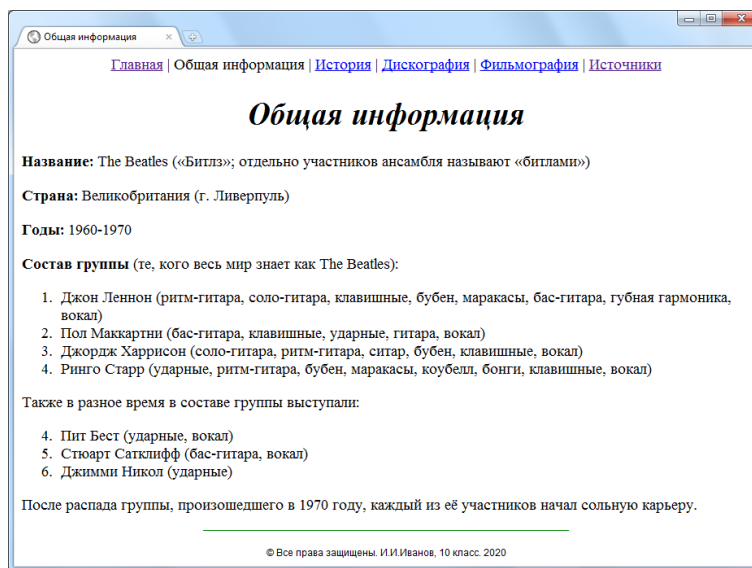 Общая информация
Главная | Общая информация | История | Дискография | Фильмография | Источники
Общая информация
Название: The Beatles («Битлз»; отдельно участников ансамбля называют «битлами»)
Страна: Великобритания (г. Ливерпуль)
Годы: 1960-1970
Состав группы (те, кого весь мир знает как The Beatles):
1. Джон Леннон (ритм-гитара, соло-гитара, клавишные, бубен, маракасы, бас-гитара, губная гармоника,
вокал)
2. Пол Маккартни (бас-гитара, клавишные, ударные, гитара, вокал)
3. Джордж Харрисон (соло-гитара, ритм-гитара, ситар, бубен, клавишные, вокал)
4. Ринго Старр (ударные, ритм-гитара, бубен, маракасы, коубелл, бонги, клавишные, вокал)
Также в разное время в составе группы выступали:
4. Пит Бест (ударные, вокал)
5. Стюарт Сатклифф (бас-гитара, вокал)
6. Джимми Никол (ударные)
После распада группы, произошедшего в 1970 году, каждый из её участников начал сольную карьеру.
© Все права защищены. И.И.Иванов, 10 класс. 2020